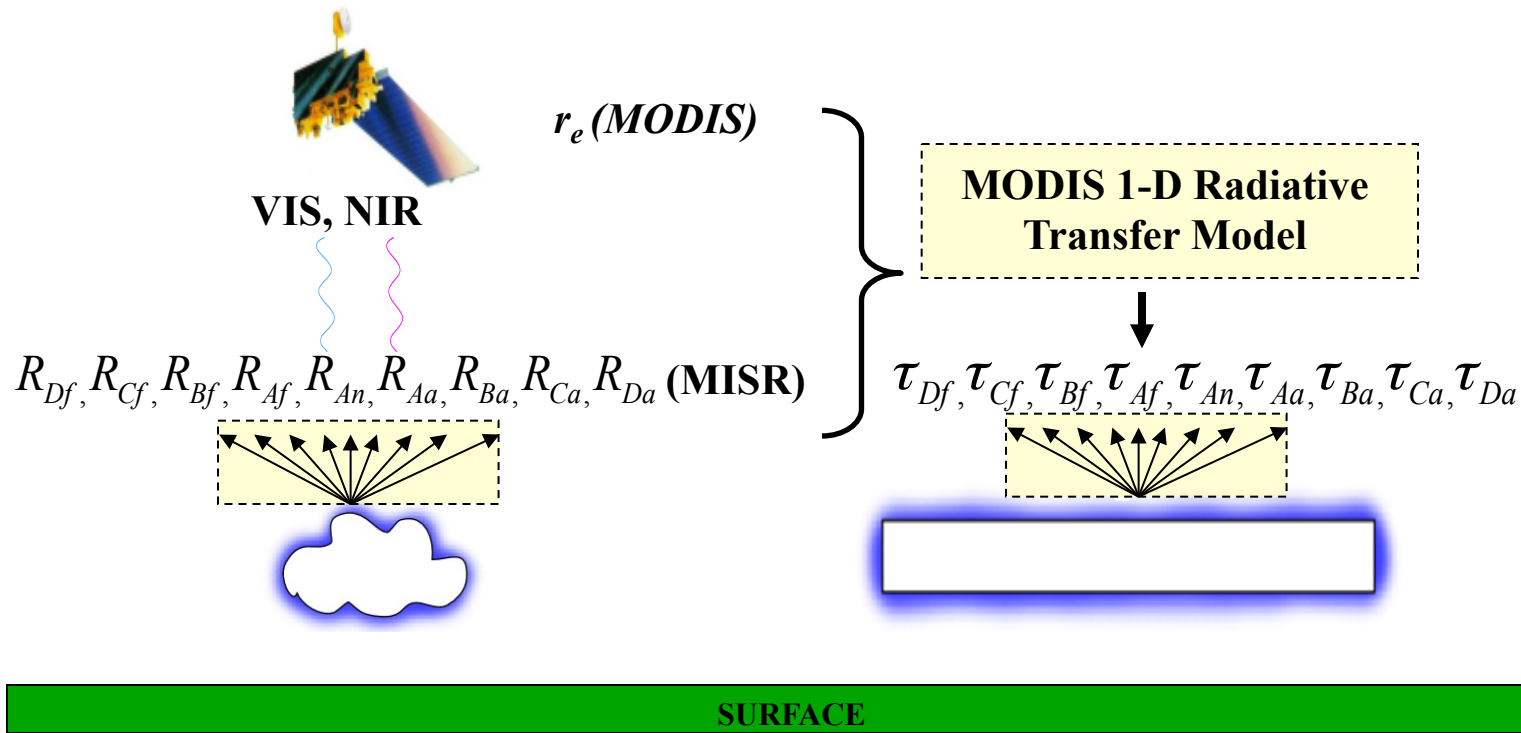 r_e (MODIS)
VIS, NIR
R_Df, R_Cf, R_Bf, R_Af, R_An, R_Aa, R_Ba, R_Ca, R_Da (MISR)
MODIS 1-D Radiative
Transfer Model
τ_Df, τ_Cf, τ_Bf, τ_Af, τ_An, τ_Aa, τ_Ba, τ_Ca, τ_Da
SURFACE